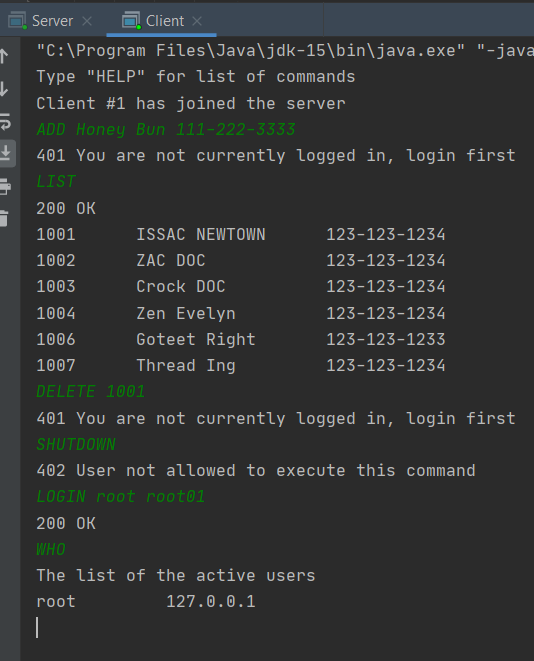 Server Client
"C:\Program Files\Java\jdk-15\bin\java.exe" "-java
Type "HELP" for list of commands
Client #1 has joined the server
ADD Honey Bun 111-222-3333
401 You are not currently logged in, login first
LIST
200 OK
1001 ISSAC NEWTOWN 123-123-1234
1002 ZAC DOC 123-123-1234
1003 Crock DOC 123-123-1234
1004 Zen Evelyn 123-123-1234
1006 Goteet Right 123-123-1233
1007 Thread Ing 123-123-1234
DELETE 1001
401 You are not currently logged in, login first
SHUTDOWN
402 User not allowed to execute this command
LOGIN root root01
200 OK
WHO
The list of the active users
root 127.0.0.1